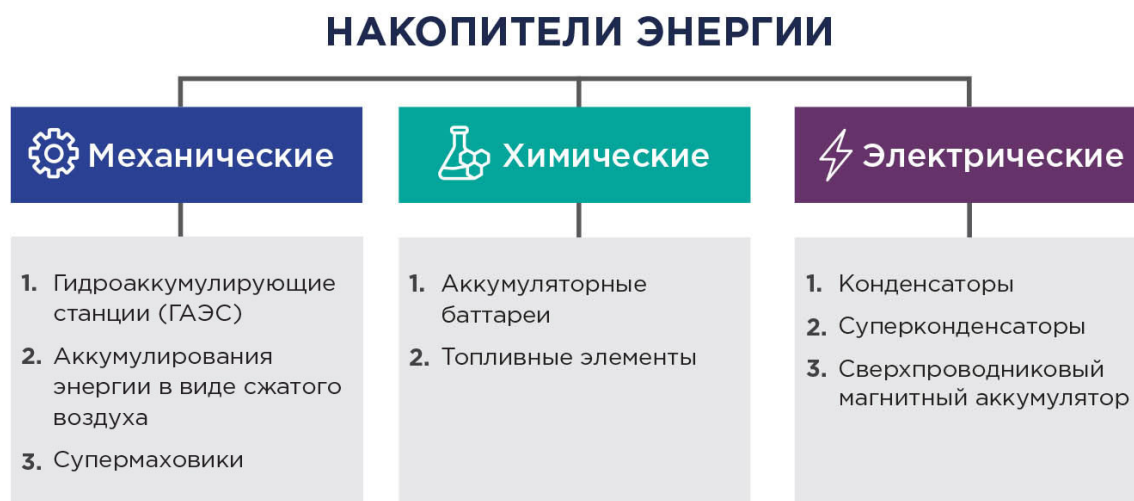 НАКОПИТЕЛИ ЭНЕРГИИ
Механические
1. Гидроаккумулирующие
станции (ГАЭС)
2. Аккумулирования
энергии в виде сжатого
воздуха
3. Супермаховики
Химические
1. Аккумуляторные
баттареи
2. Топливные элементы
Электрические
1. Конденсаторы
2. Суперконденсаторы
3. Сверхпроводниковый
магнитный аккумулятор